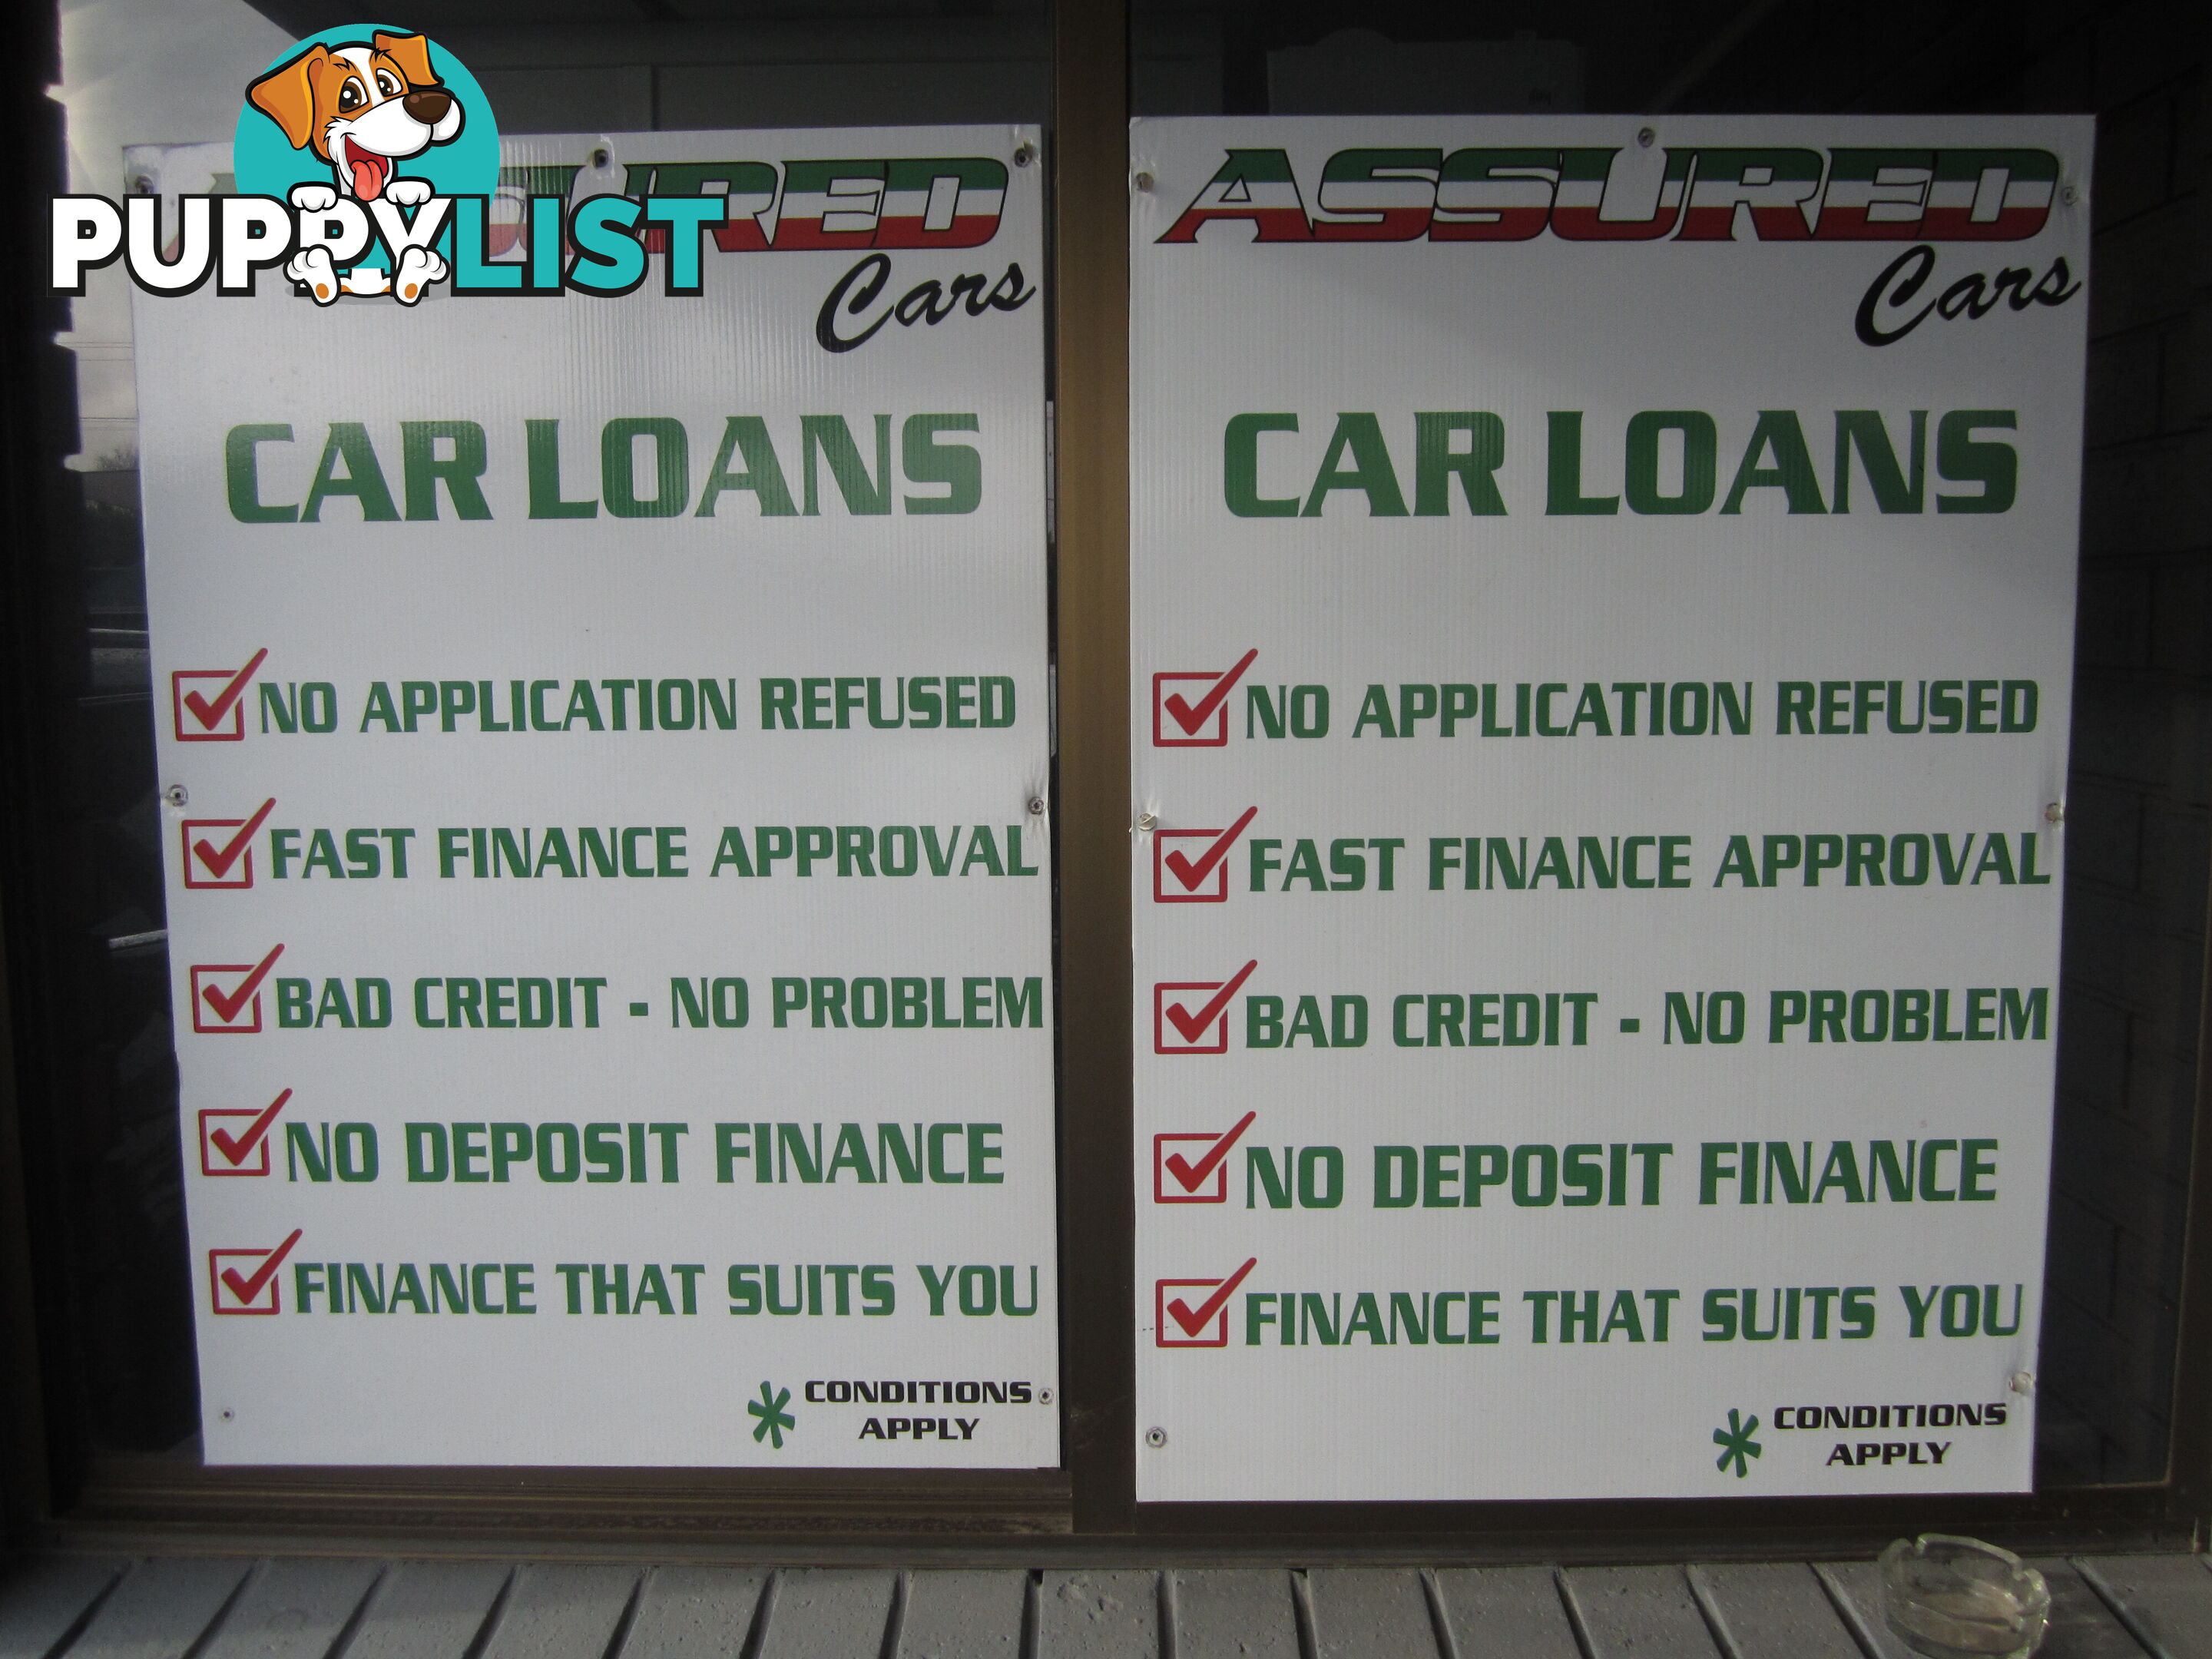 PUPPYLIST
ASSURED
Cars
CAR LOANS
NO APPLICATION REFUSED
FAST FINANCE APPROVAL
BAD CREDIT - NO PROBLEM
NO DEPOSIT FINANCE
FINANCE THAT SUITS YOU
* CONDITIONS
APPLY
ASSURED
Cars
CAR LOANS
NO APPLICATION REFUSED
FAST FINANCE APPROVAL
BAD CREDIT - NO PROBLEM
NO DEPOSIT FINANCE
FINANCE THAT SUITS YOU
* CONDITIONS
APPLY